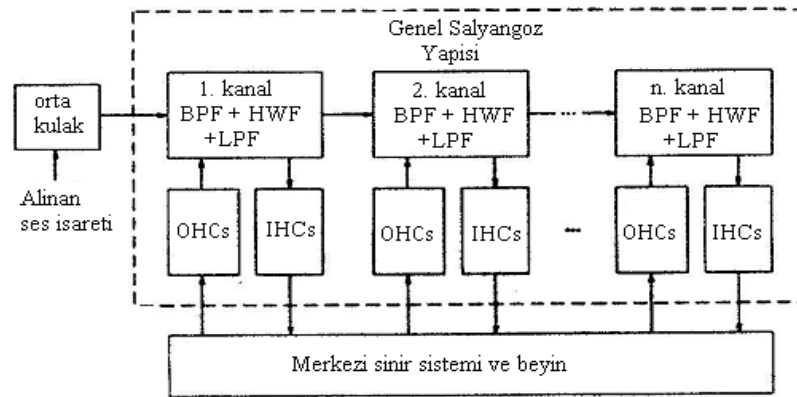 Genel Salyangoz
Yapisi
orta
kulak
1. kanal
BPF + HWF
+LPF
2. kanal
BPF + HWF
+LPF
...
n. kanal
BPF + HWF
+LPF
Alinan
ses isareti
OHCs
IHCs
OHCs
IHCs
...
OHCs
IHCs
Merkezi sinir sistemi ve beyin